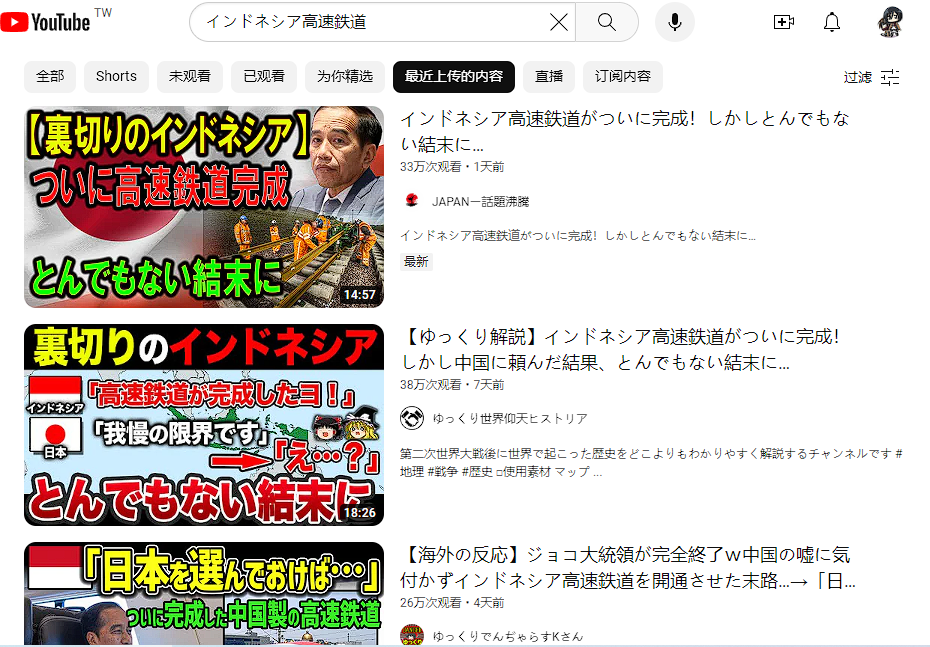 YouTube TW
インドネシア高速鉄道
全部
Shorts
未观看
已观看
为你精选
最近上传的内容
直播
订阅内容
过滤
【裏切りのインドネシア】
ついに高速鉄道完成
とんでもない結末に
14:57
インドネシア高速鉄道がついに完成！しかしとんでもな
い結末に...
33万次观看・1天前
JAPANー話題沸騰
インドネシア高速鉄道がついに完成！しかしとんでもない結末に...
最新
裏切りのインドネシア
インドネシア
「高速鉄道が完成したヨ！」
日本
「我慢の限界です」
「え…？」
とんでもない結末に
18:26
【ゆっくり解説】インドネシア高速鉄道がついに完成！
しかし中国に頼んだ結果、とんでもない結末に...
38万次观看・7天前
ゆっくり世界仰天ヒストリア
第二次世界大戦後に世界で起こった歴史をどこよりもわかりやすく解説するチャンネルです #
地理 #戦争 #歴史 □使用素材 マップ ...
「日本を選んでおけば…」
ついに完成した中国製の高速鉄道
【海外の反応】ジョコ大統領が完全終了ｗ中国の嘘に気
付かずインドネシア高速鉄道を開通させた末路...→「日...
26万次观看・4天前
ゆっくりでんぢゃらすKさん